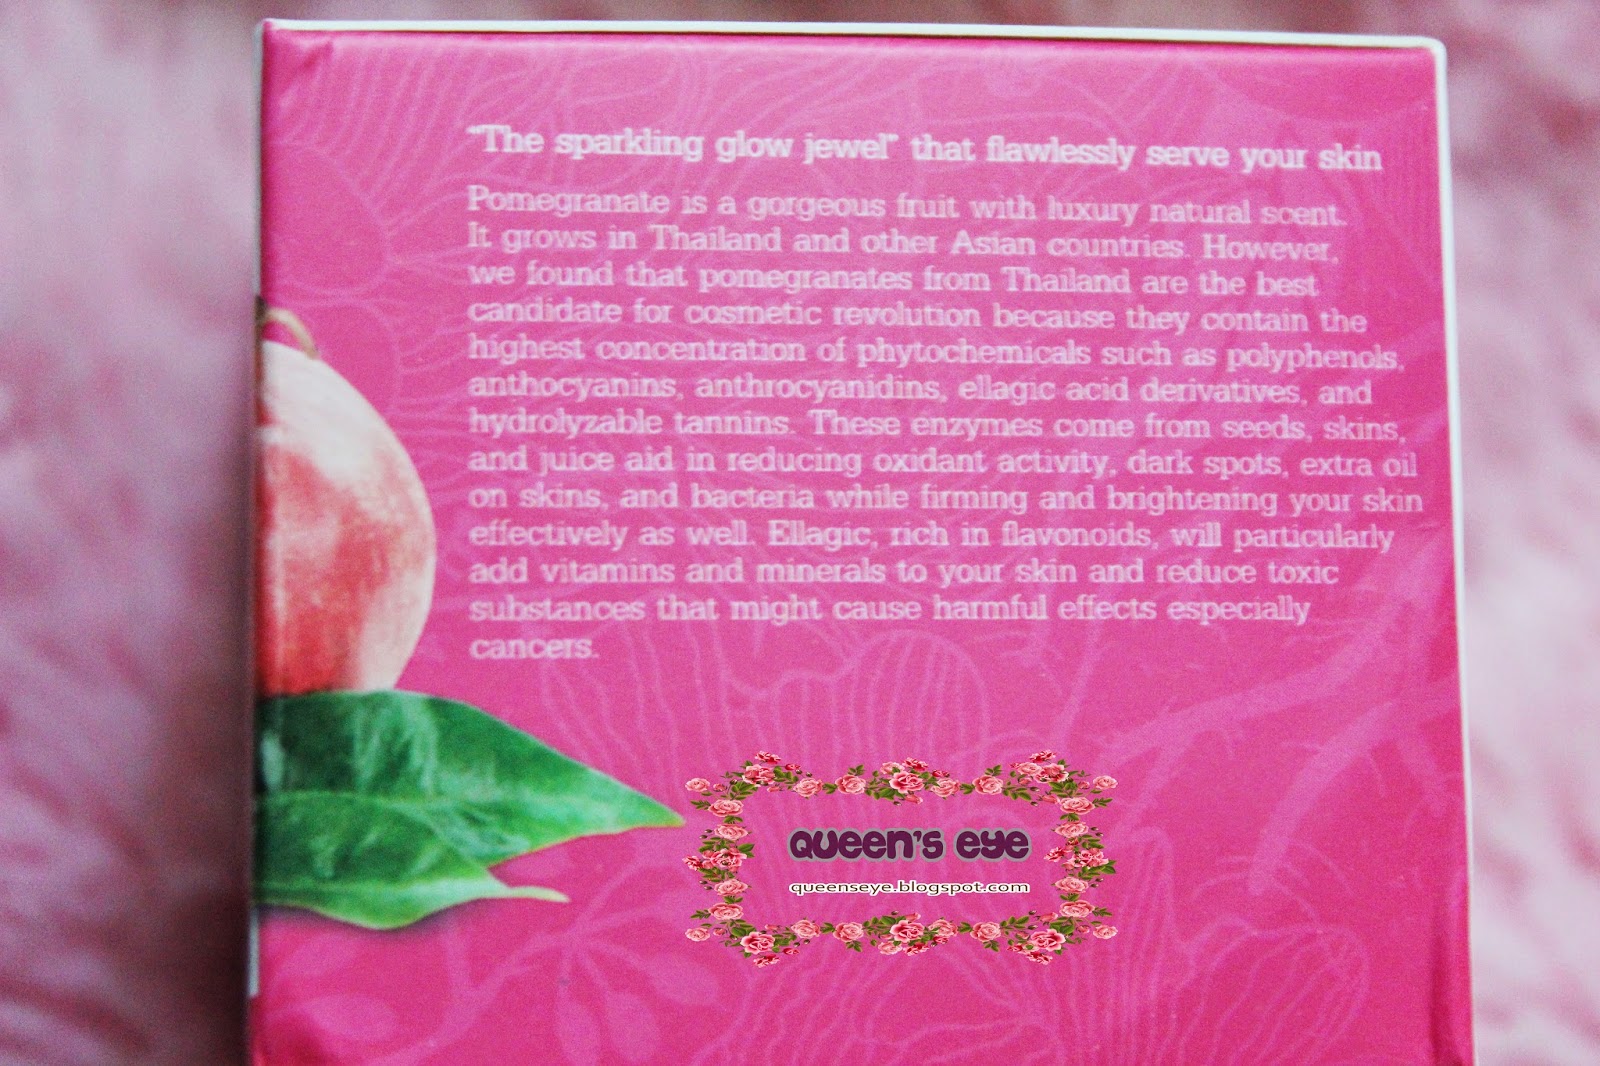 "The sparkling glow jewel" that flawlessly serve your skin
Pomegranate is a gorgeous fruit with luxury natural scent.
It grows in Thailand and other Asian countries. However,
we found that pomegranates from Thailand are the best
candidate for cosmetic revolution because they contain the
highest concentration of phytochemicals such as polyphenols,
anthocyanins, anthrocyanidins, ellagic acid derivatives, and
hydrolyzable tannins. These enzymes come from seeds, skins,
and juice aid in reducing oxidant activity, dark spots, extra oil
on skins, and bacteria while firming and brightening your skin
effectively as well. Ellagic, rich in flavonoids, will particularly
add vitamins and minerals to your skin and reduce toxic
substances that might cause harmful effects especially
cancers.
QUEEN'S EYE
queenseye.blogspot.com